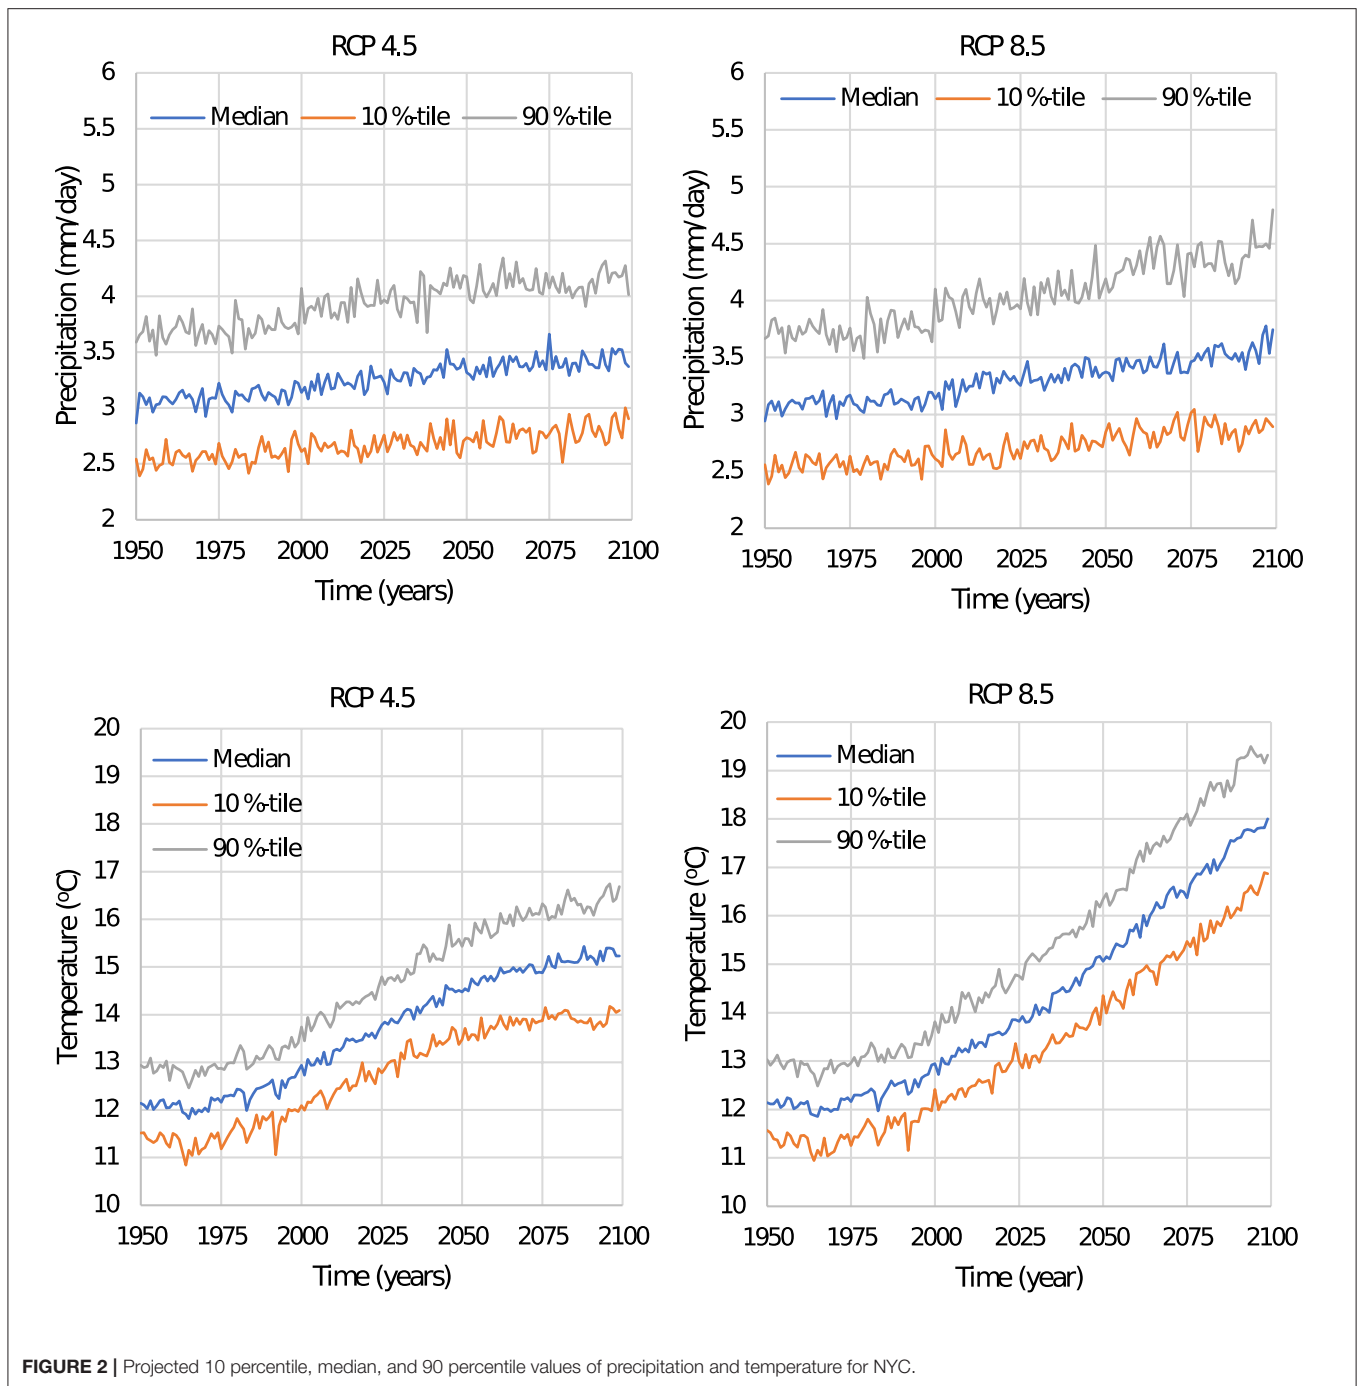 RCP 4.5
Precipitation (mm/day)
6
5.5
5
4.5
4
3.5
3
2.5
2
Median 10 %-tile 90 %-tile
1950 1975 2000 2025 2050 2075 2100
Time (years)
RCP 8.5
Precipitation (mm/day)
6
5.5
5
4.5
4
3.5
3
2.5
2
Median 10 %-tile 90 %-tile
1950 1975 2000 2025 2050 2075 2100
Time (years)
RCP 4.5
Temperature (ºC)
20
19
18
17
16
15
14
13
12
11
10
Median
10 %-tile
90 %-tile
1950 1975 2000 2025 2050 2075 2100
Time (years)
RCP 8.5
Temperature (ºC)
20
19
18
17
16
15
14
13
12
11
10
Median
10 %-tile
90 %-tile
1950 1975 2000 2025 2050 2075 2100
Time (year)
FIGURE 2 | Projected 10 percentile, median, and 90 percentile values of precipitation and temperature for NYC.